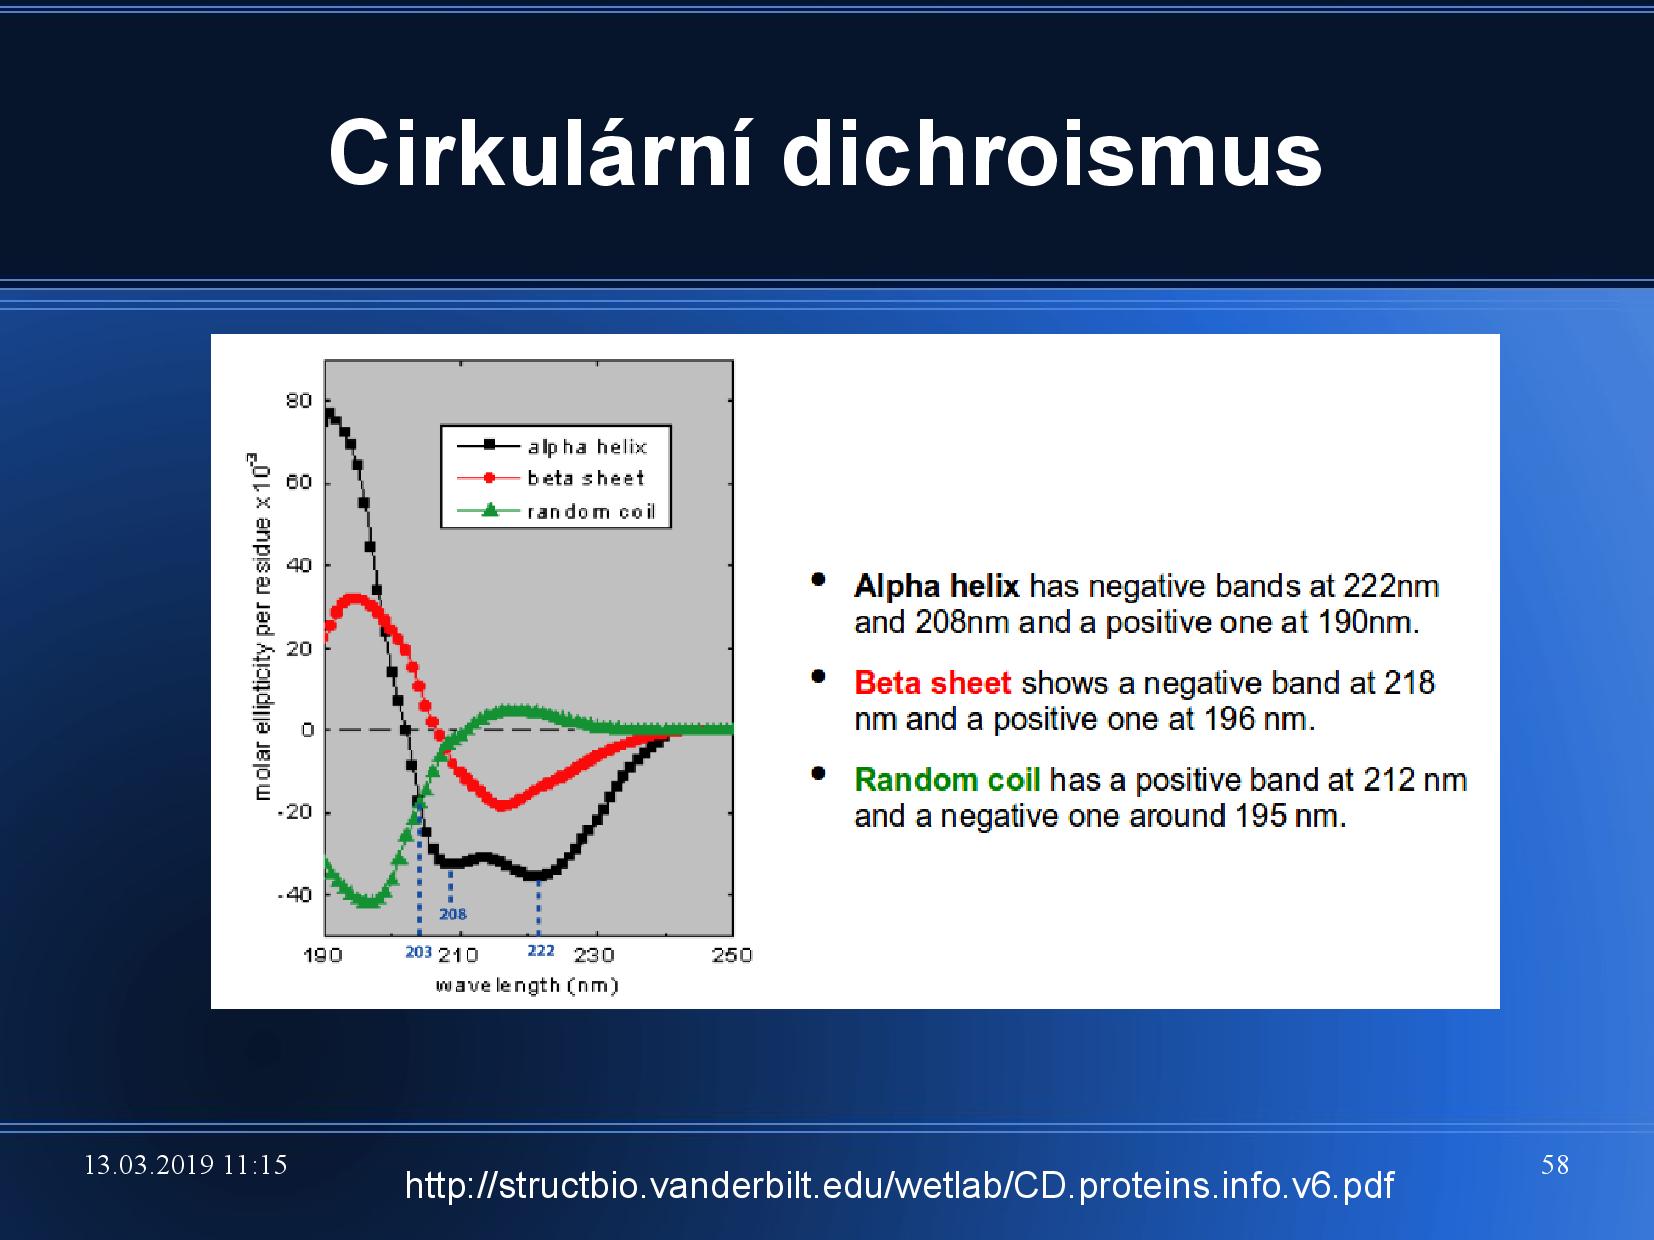 Cirkulární dichroismus
80
60
40
20
0
-20
-40
molar ellipticity per residue x10⁻³
alpha helix
beta sheet
random coil
208
190 203 210 222 230 250
wavelength (nm)
• Alpha helix has negative bands at 222nm
and 208nm and a positive one at 190nm.
• Beta sheet shows a negative band at 218
nm and a positive one at 196 nm.
• Random coil has a positive band at 212 nm
and a negative one around 195 nm.
13.03.2019 11:15
http://structbio.vanderbilt.edu/wetlab/CD.proteins.info.v6.pdf
58